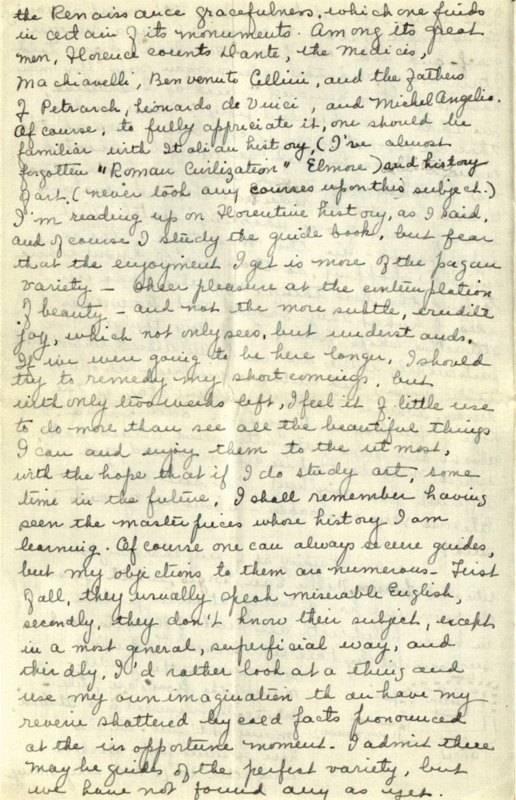 the Renaissance gracefulness, which one finds
in certain of its monuments. Among its great
men, Florence counts Dante, the Medicis,
Machiavelli, Benvenuto Cellini, and the fathers
of Petrarch, Leonardo de Vinci, and Michel Angelio.
Of course, to fully appreciate it, one should be
familiar with Italian history, (I've almost
forgotten "Roman Civilization" Elmore) and history
of art. (never took any courses upon this subject.)
I'm reading up on Florentine history, as I said,
and of course I study the guide book, but fear
that the enjoyment I get is more of the pagan
variety - sheer pleasure at the contemplation
of beauty - and not the more subtle, erudite
joy, which not only sees, but understands.
If we were going to be here longer, I should
try to remedy my shortcomings, but
with only two weeks left, I feel it of little use
to do more than see all the beautiful things
I can and enjoy them to the utmost,
with the hope that if I do study art, some
time in the future, I shall remember having
seen the masterpieces whose history I am
learning. Of course one can always secure guides,
but my objections to them are numerous - First
of all, they usually speak miserable English,
secondly, they don't know their subject, except
in a most general, superficial way, and
thirdly, I'd rather look at a thing and
use my own imagination than have my
reverie shattered by cold facts pronounced
at the inopportune moment. I admit there
may be guides of the perfect variety, but
we have not found any as yet.